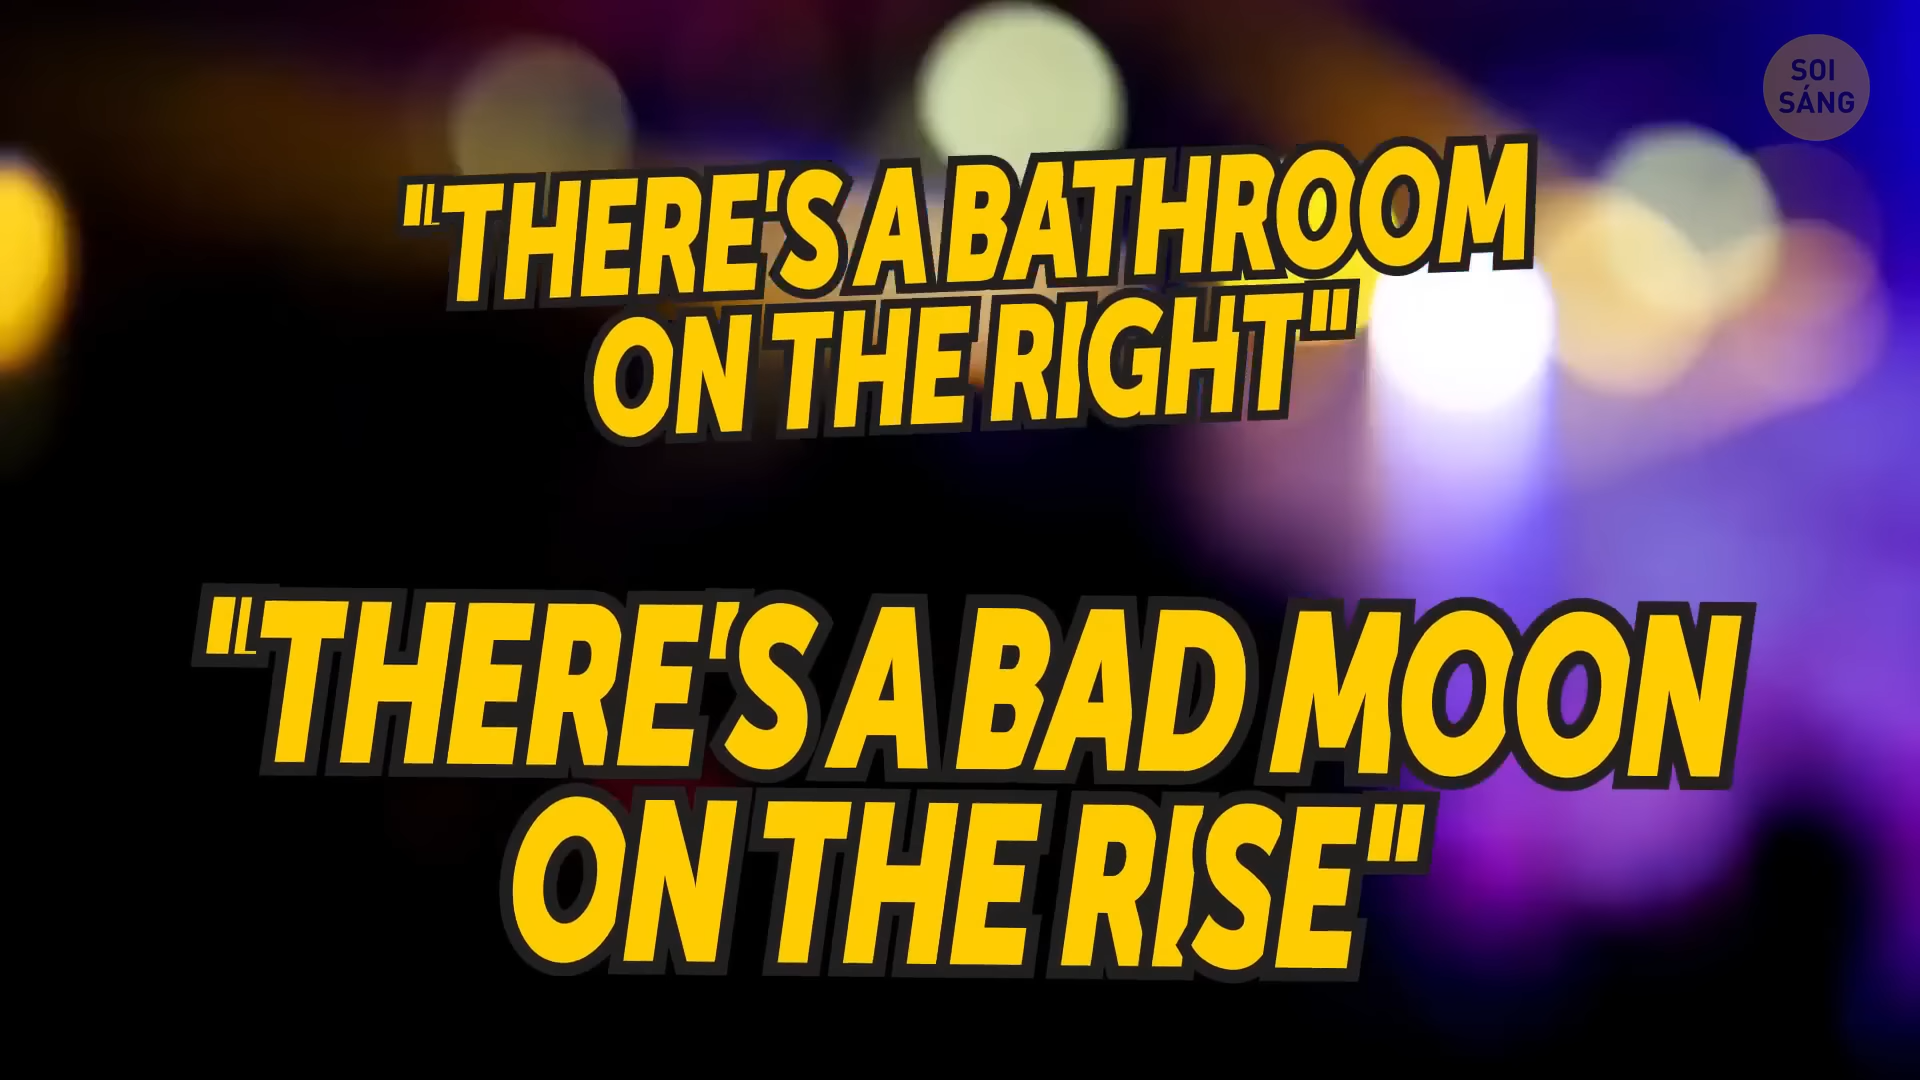 SOI
SÁNG
"THERE'S A BATHROOM
ON THE RIGHT"
"THERE'S A BAD MOON
ON THE RISE"